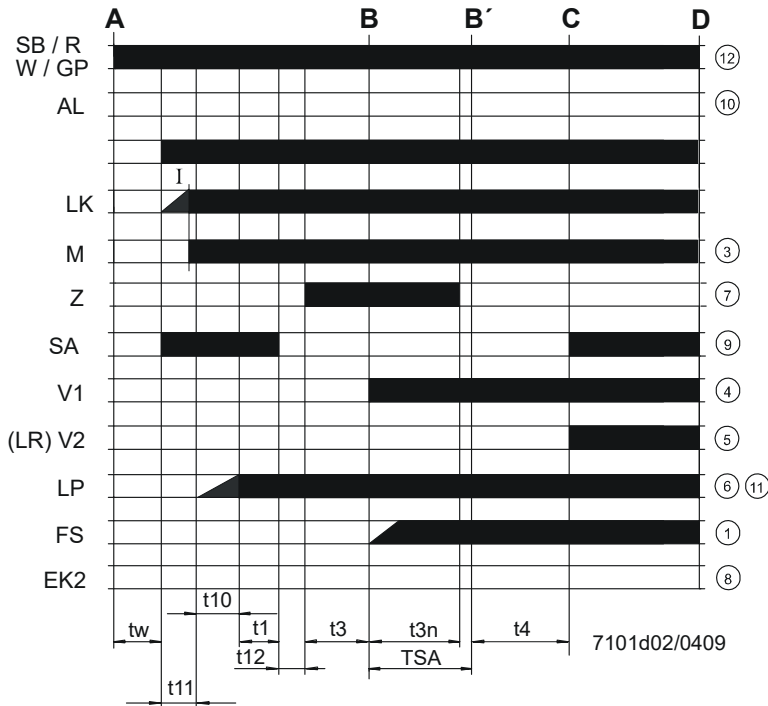 A B B´ C D
SB / R
W / GP 12
AL 10
I
LK
M 3
Z 7
SA 9
V1 4
(LR) V2 5
LP 6 11
FS 1
EK2 8
t10
tw t1 t3 t3n t4
7101d02/0409
t12 TSA
t11